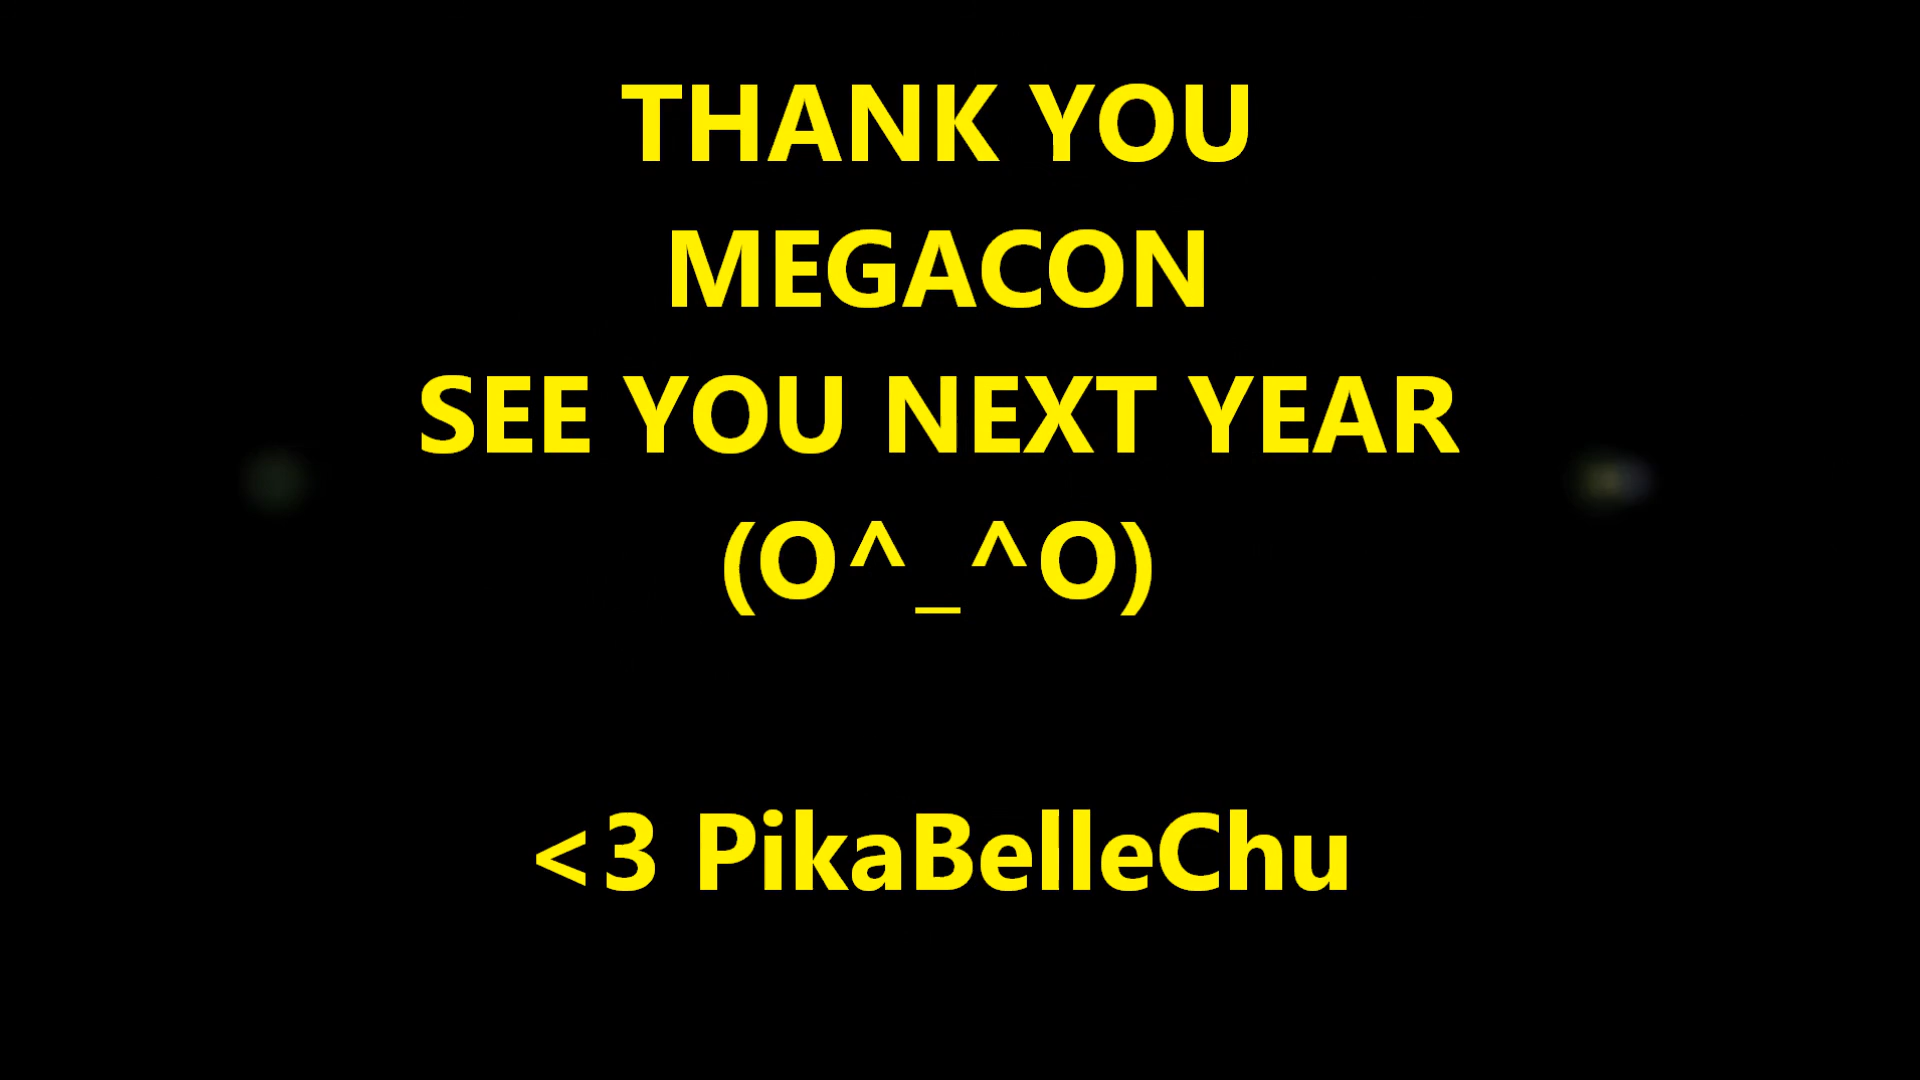 THANK YOU
MEGACON
SEE YOU NEXT YEAR
(O^_^O)
<3 PikaBelleChu